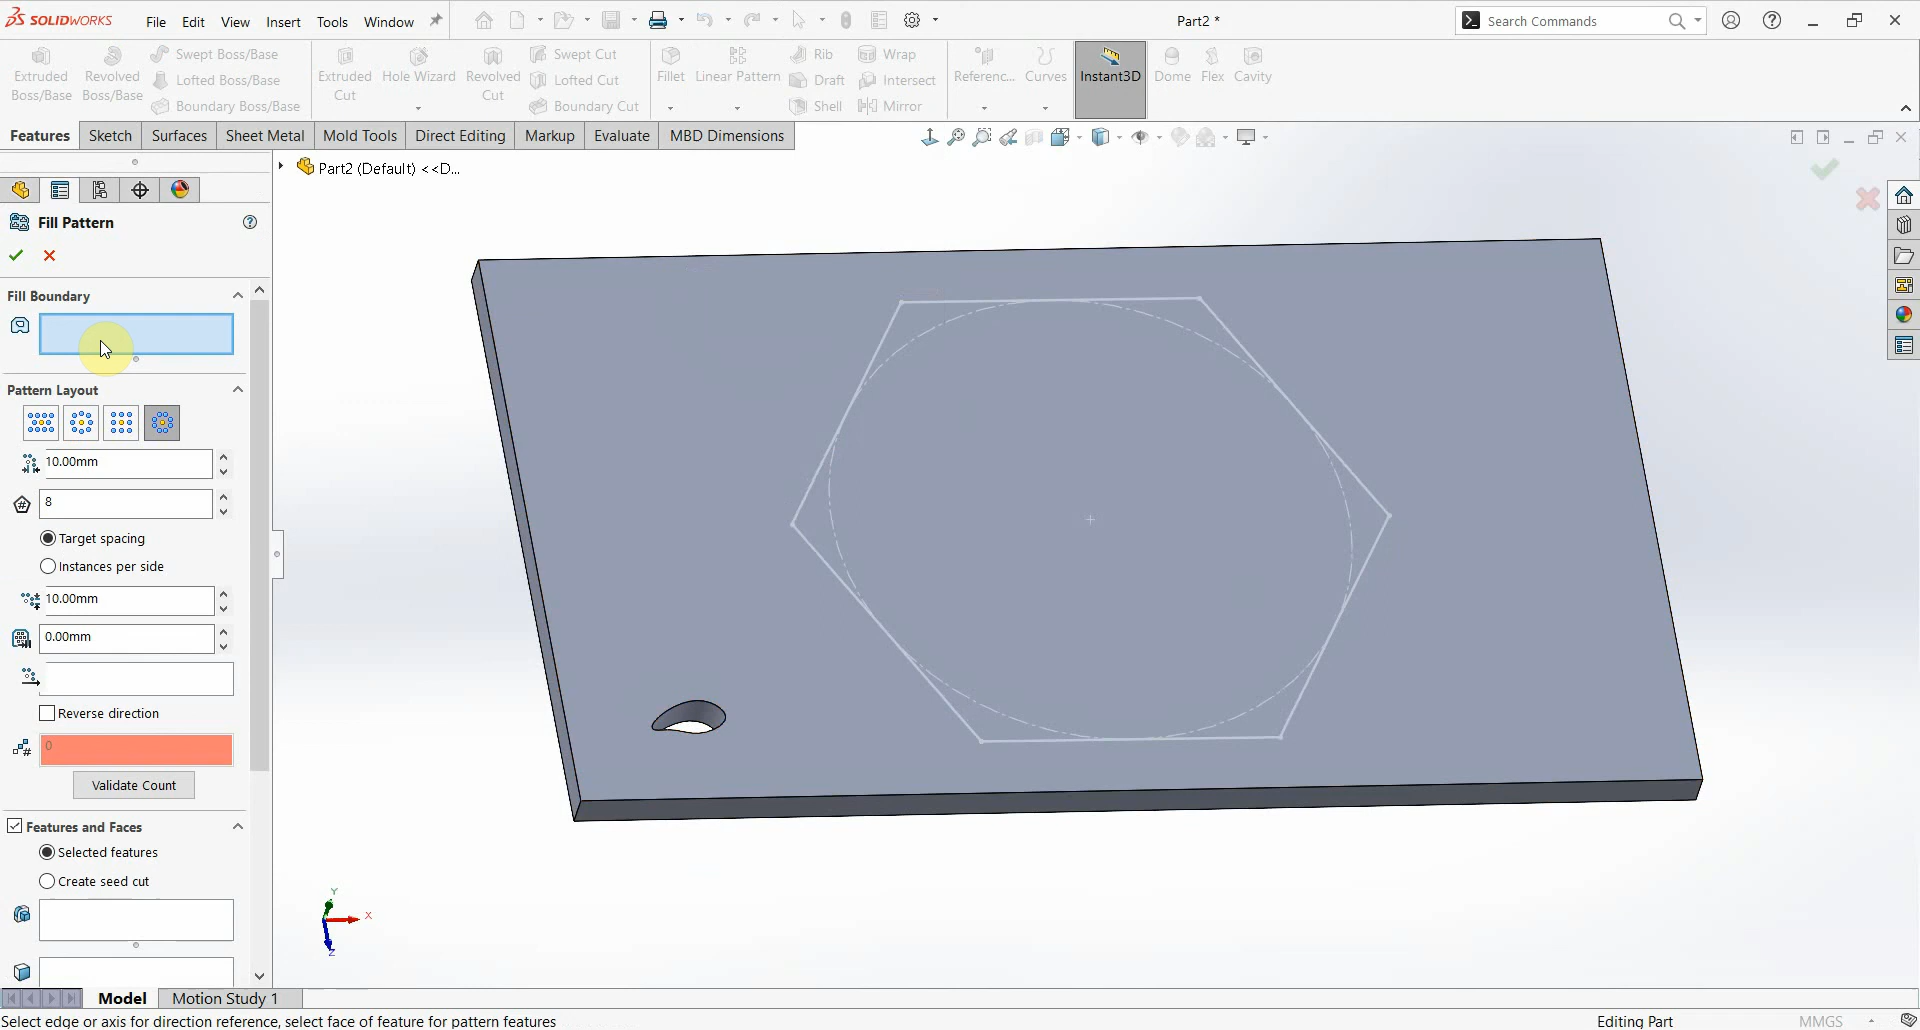 SOLIDWORKS File Edit View Insert Tools Window Part2 * Search Commands
Extruded Boss/Base Revolved Boss/Base Swept Boss/Base Lofted Boss/Base Boundary Boss/Base
Extruded Cut Hole Wizard Revolved Cut Swept Cut Lofted Cut Boundary Cut
Fillet Linear Pattern Rib Draft Shell Wrap Intersect Mirror
Referenc... Curves Instant3D Dome Flex Cavity
Features Sketch Surfaces Sheet Metal Mold Tools Direct Editing Markup Evaluate MBD Dimensions
Part2 (Default) <<D...
Fill Pattern
Fill Boundary
Pattern Layout
10.00mm
8
Target spacing
Instances per side
10.00mm
0.00mm
Reverse direction
0
Validate Count
Features and Faces
Selected features
Create seed cut
Y
X
Z
Model Motion Study 1
Select edge or axis for direction reference, select face of feature for pattern features Editing Part MMGS